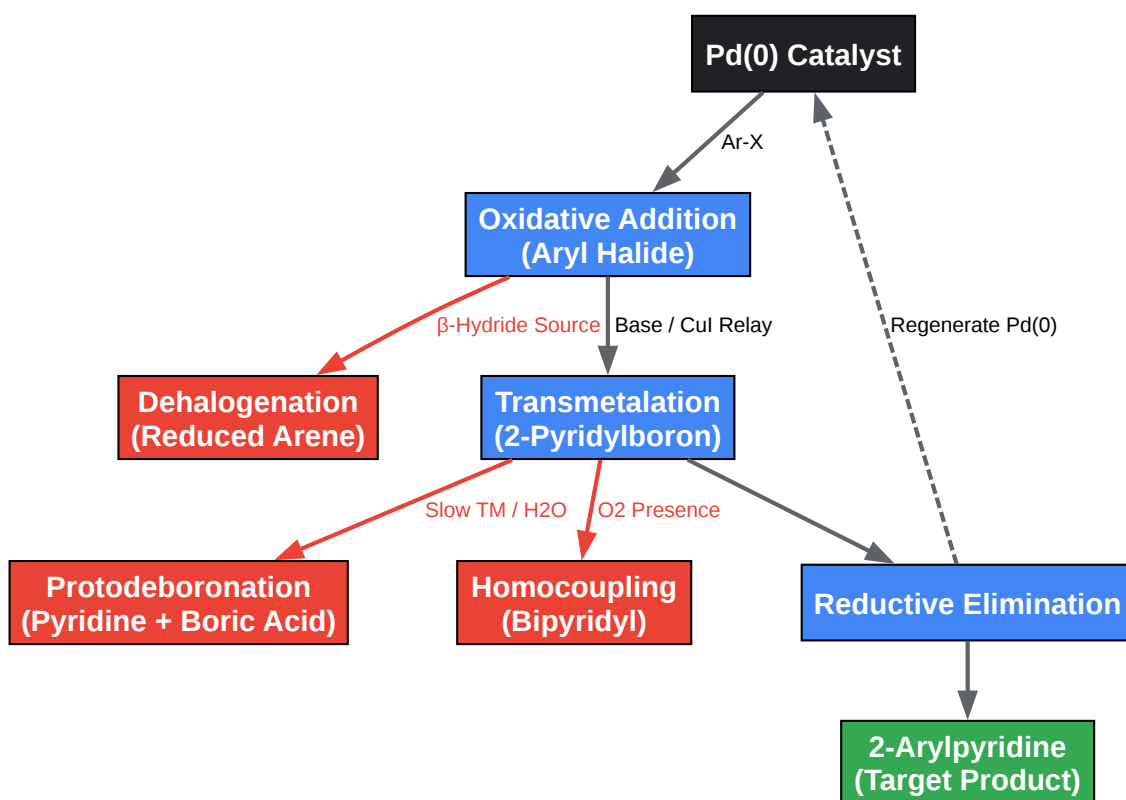 Pd(0) Catalyst
Ar-X
Oxidative Addition
(Aryl Halide)
β-Hydride Source
Base / CuI Relay
Regenerate Pd(0)
Dehalogenation
(Reduced Arene)
Transmetalation
(2-Pyridylboron)
Slow TM / H2O
O2 Presence
Protodeboronation
(Pyridine + Boric Acid)
Homocoupling
(Bipyridyl)
Reductive Elimination
2-Arylpyridine
(Target Product)